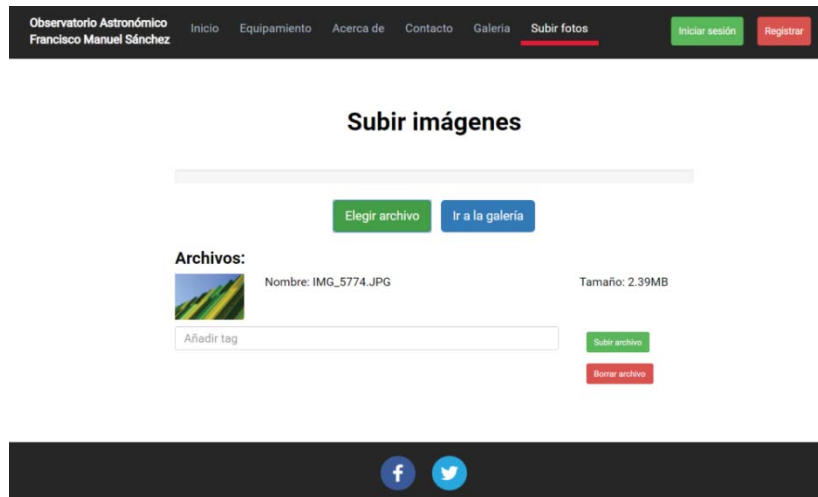 Observatorio Astronómico
Francisco Manuel Sánchez
Inicio Equipamiento Acerca de Contacto Galeria Subir fotos Iniciar sesión Registrar
Subir imágenes
Elegir archivo Ir a la galería
Archivos:
Nombre: IMG_5774.JPG Tamaño: 2.39MB
Añadir tag Subir archivo
Borrar archivo